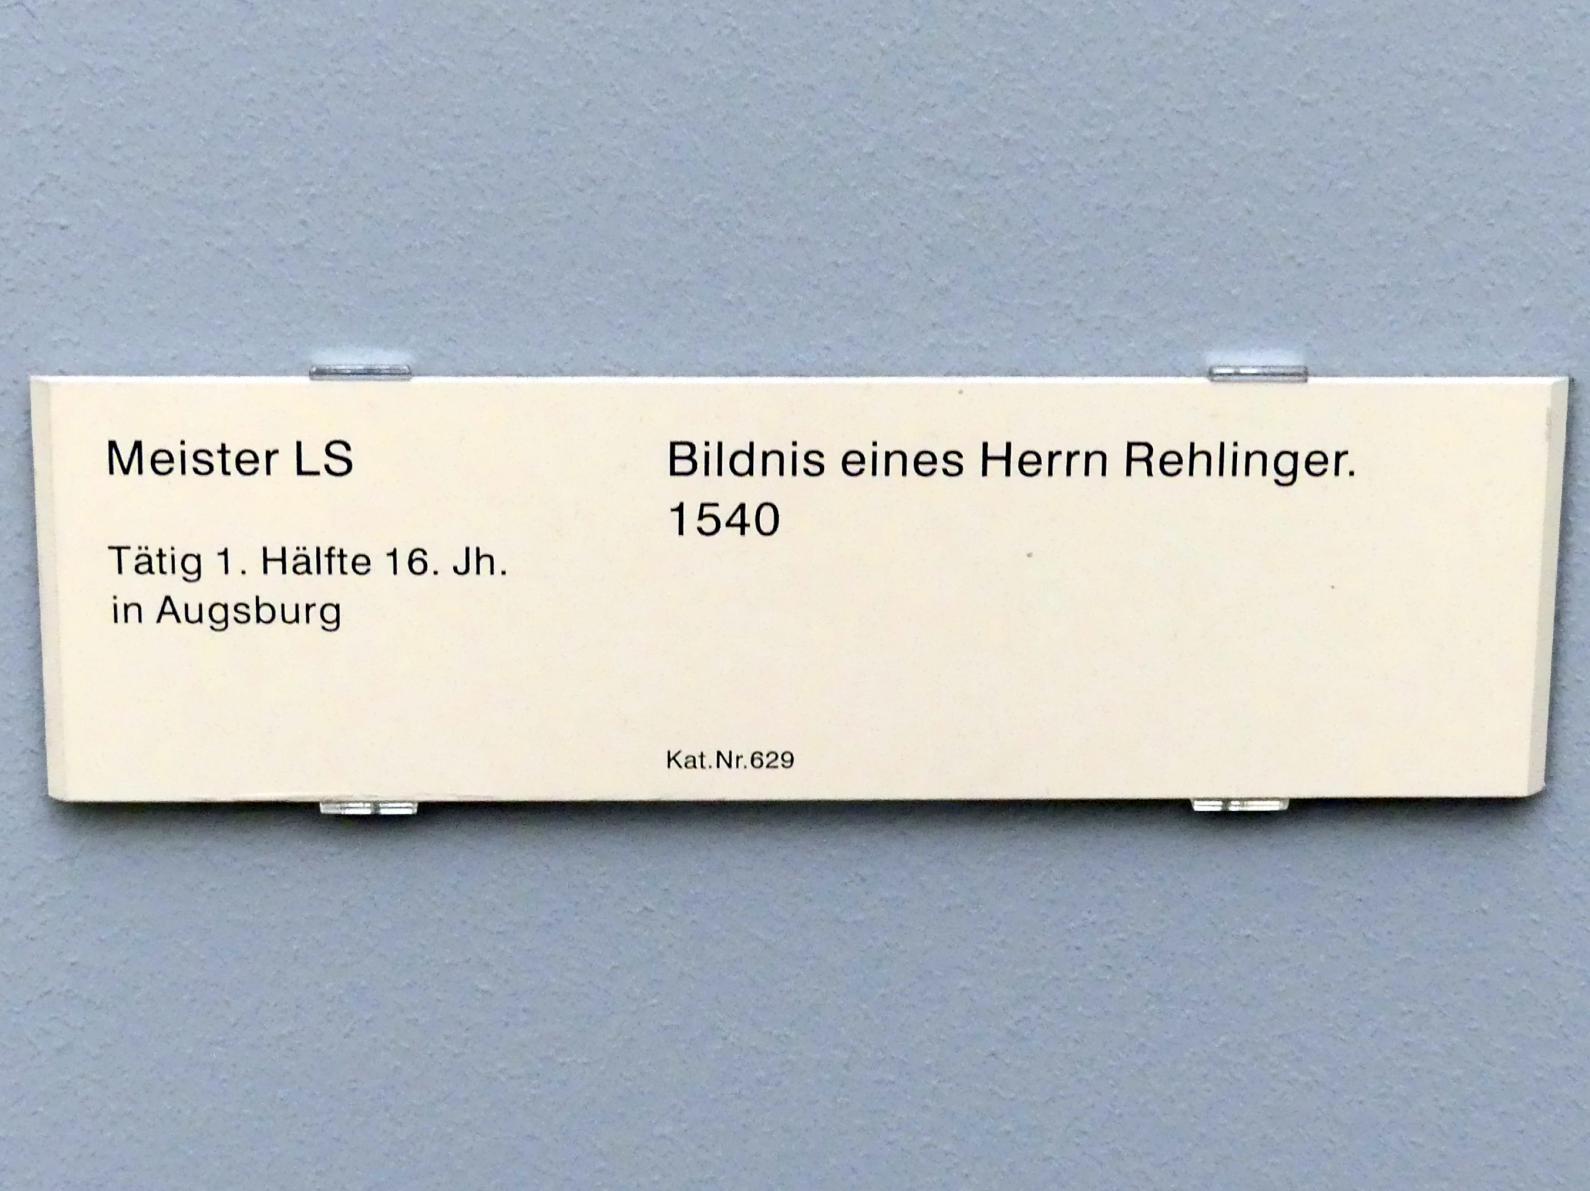 Meister LS
Tätig 1. Hälfte 16. Jh.
in Augsburg
Bildnis eines Herrn Rehlinger.
1540
Kat.Nr.629